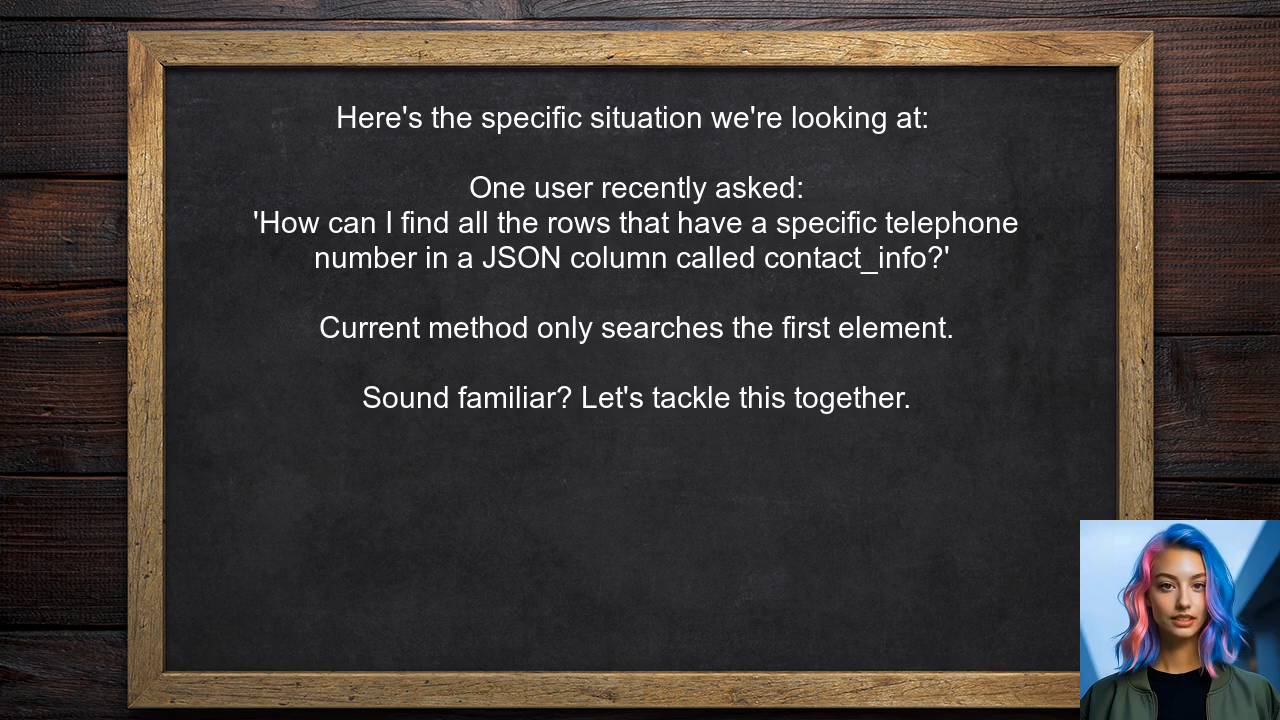 Here's the specific situation we're looking at:
One user recently asked:
'How can I find all the rows that have a specific telephone
number in a JSON column called contact_info?'
Current method only searches the first element.
Sound familiar? Let's tackle this together.